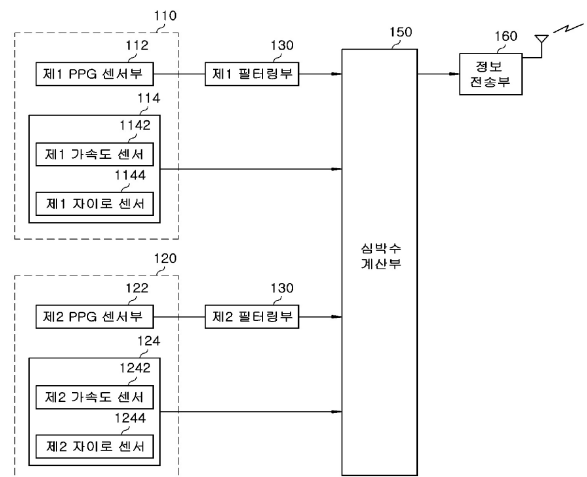 110
112
제1 PPG 센서부
130
제1 필터링부
150
160
정보
전송부
114
1142
제1 가속도 센서
1144
제1 자이로 센서
심박수
계산부
120
122
제2 PPG 센서부
130
제2 필터링부
124
1242
제2 가속도 센서
1244
제2 자이로 센서